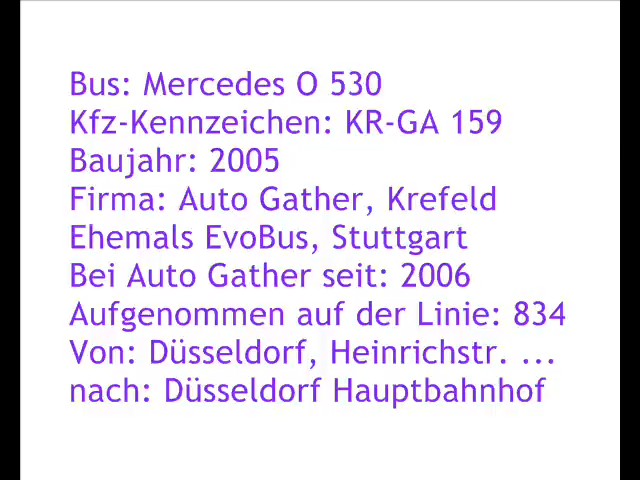 Bus: Mercedes O 530
Kfz-Kennzeichen: KR-GA 159
Baujahr: 2005
Firma: Auto Gather, Krefeld
Ehemals EvoBus, Stuttgart
Bei Auto Gather seit: 2006
Aufgenommen auf der Linie: 834
Von: Düsseldorf, Heinrichstr. ...
nach: Düsseldorf Hauptbahnhof